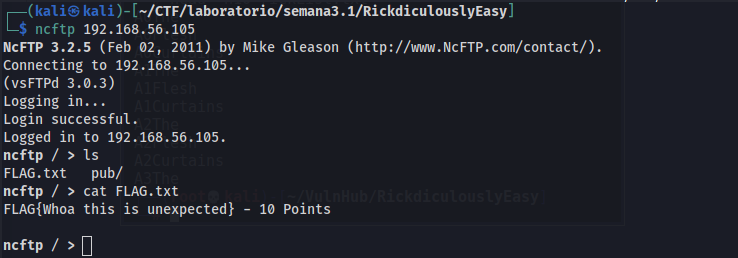 ┌──(kali㉿kali)-[~/CTF/laboratorio/semana3.1/RickdiculouslyEasy]
└─$ ncftp 192.168.56.105
NcFTP 3.2.5 (Feb 02, 2011) by Mike Gleason (http://www.NcFTP.com/contact/).
Connecting to 192.168.56.105...
(vsFTPd 3.0.3)
Logging in...
A1Flesh
A1Curtains
Login successful.
A2The
Logged in to 192.168.56.105.
ncftp / > ls
A2Curtains
FLAG.txt   pub/
A3The
ncftp / > cat FLAG.txt
kali)-[~/VulnHub/RickdiculouslyEasy]
FLAG{Whoa this is unexpected} - 10 Points
ncftp / >